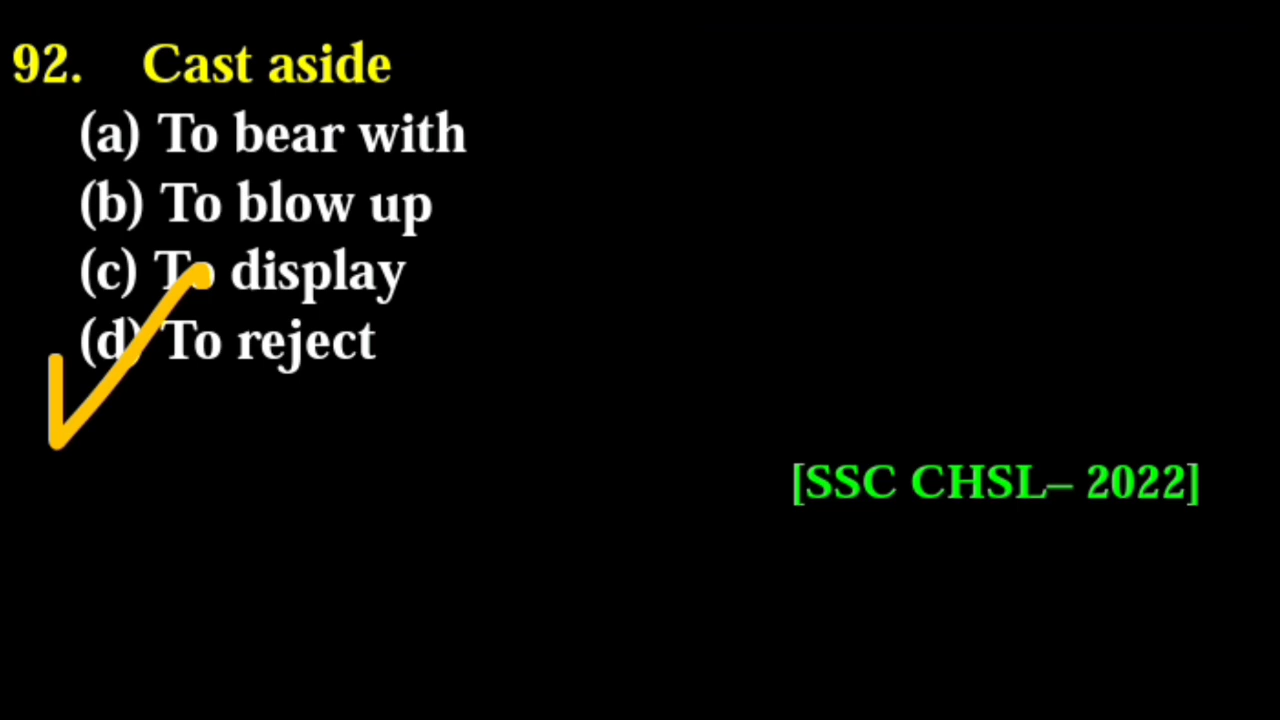 92. Cast aside
(a) To bear with
(b) To blow up
(c) To display
(d) To reject
[SSC CHSL– 2022]